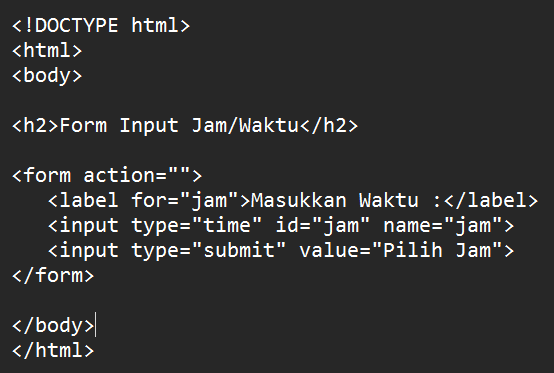 <!DOCTYPE html>
<html>
<body>
<h2>Form Input Jam/Waktu</h2>
<form action="">
<label for="jam">Masukkan Waktu :</label>
<input type="time" id="jam" name="jam">
<input type="submit" value="Pilih Jam">
</form>
</body>
</html>